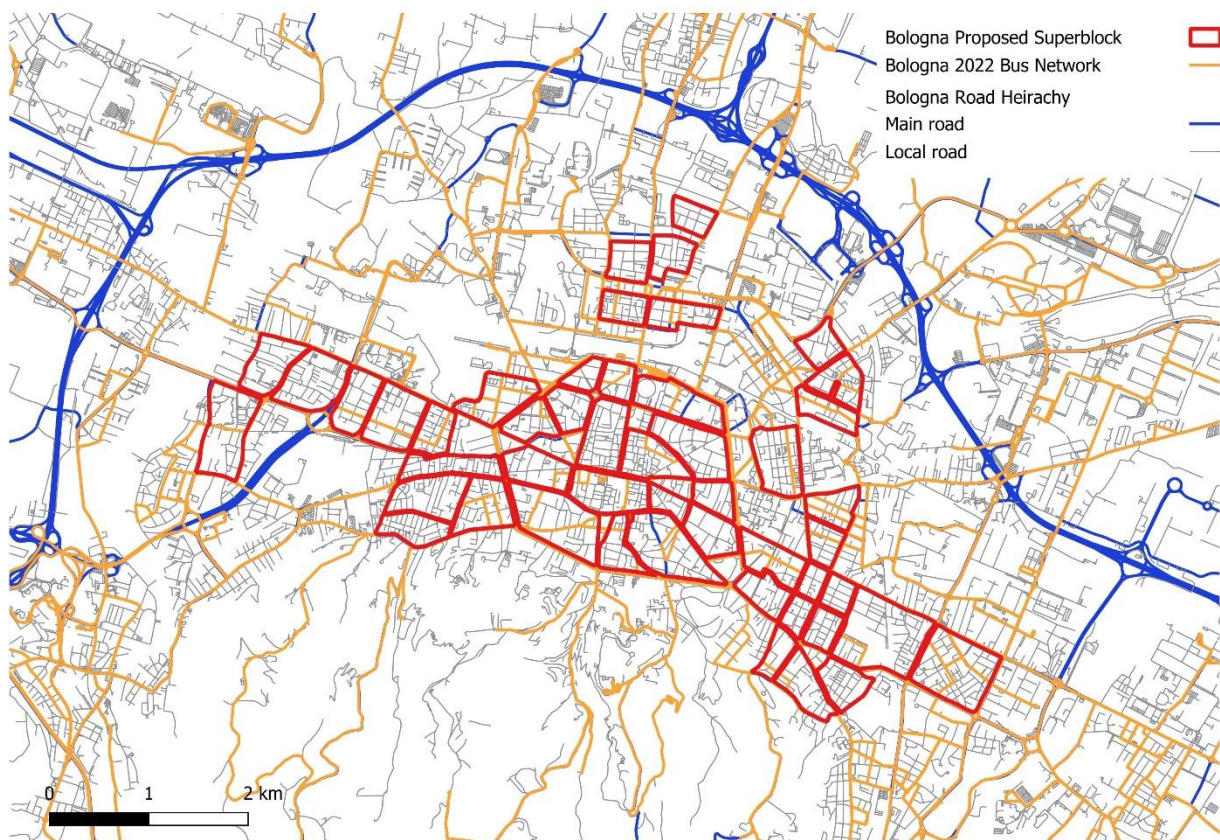 Bologna Proposed Superblock
Bologna 2022 Bus Network
Bologna Road Heirachy
Main road
Local road
0 1 2 km